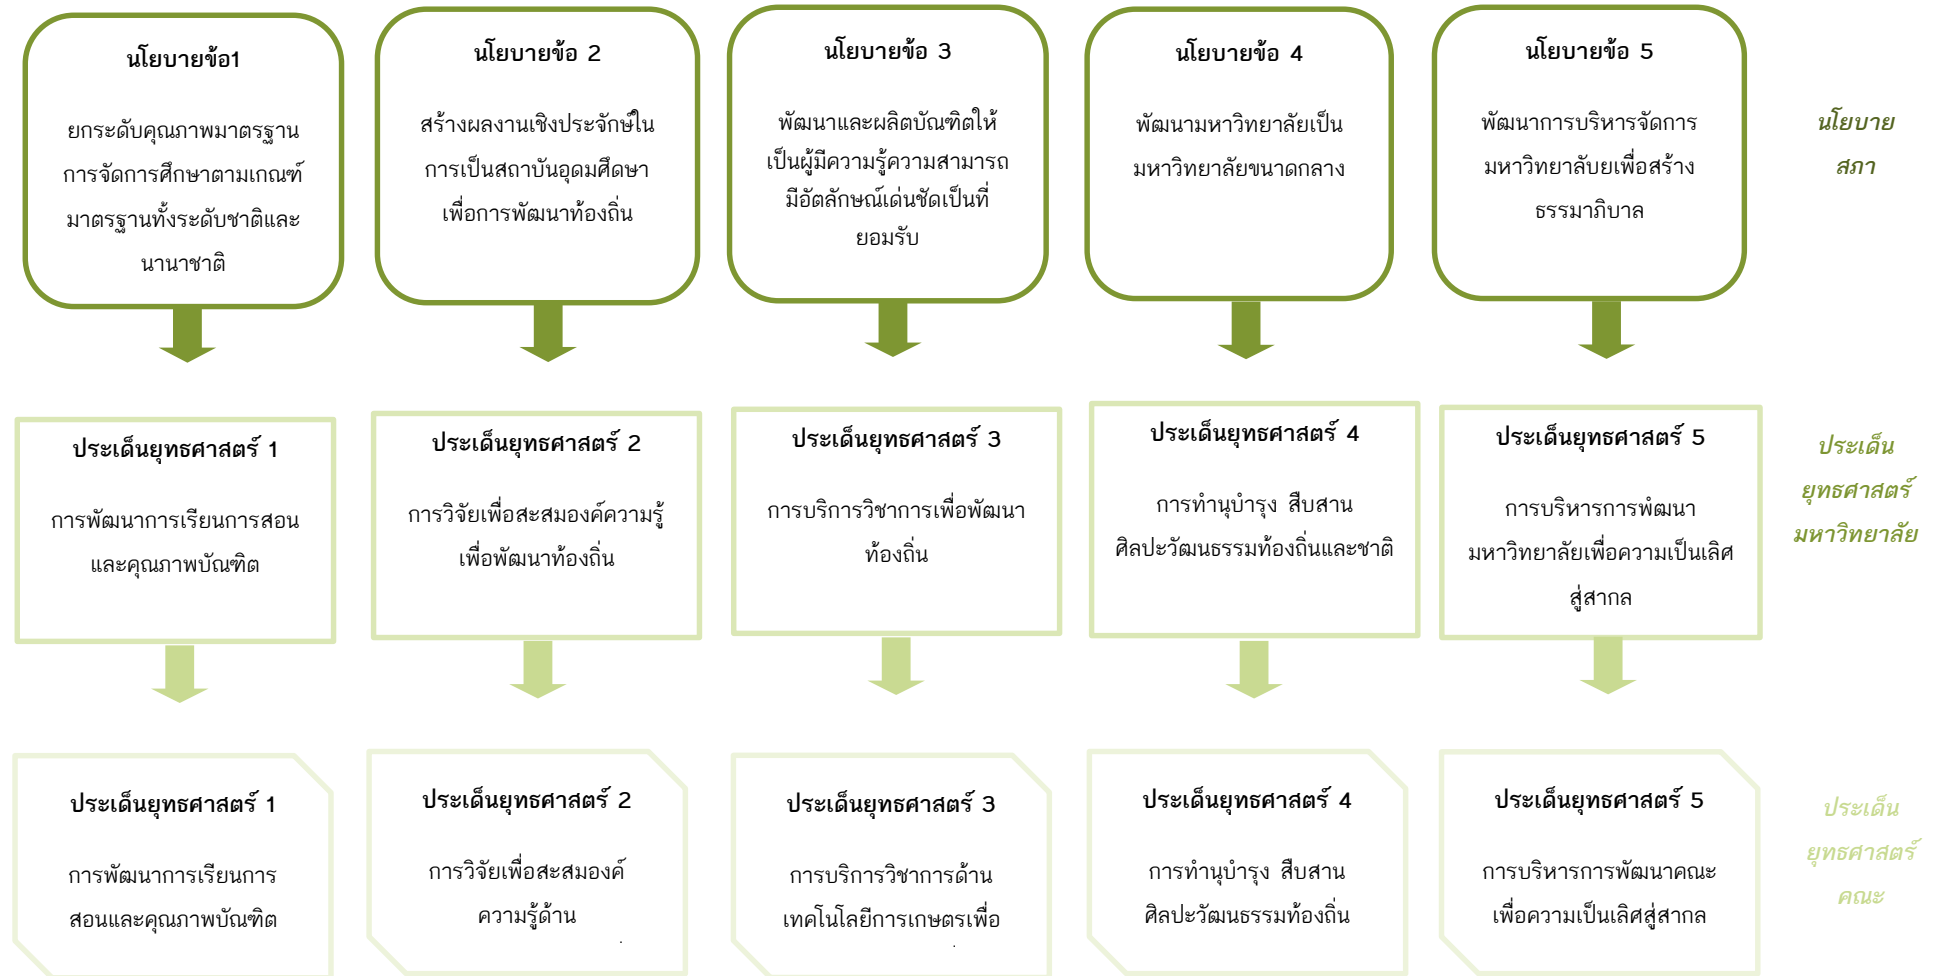 นโยบายข้อ1
ยกระดับคุณภาพมาตรฐาน
การจัดการศึกษาตามเกณฑ์
มาตรฐานทั้งระดับชาติและ
นานาชาติ
นโยบายข้อ 2
สร้างผลงานเชิงประจักษ์ใน
การเป็นสถาบันอุดมศึดษา
เพื่อการพัฒนาท้องถิ่น
นโยบายข้อ 3
พัฒนาและผลิตบัณฑิตให้
เป็นผู้มีความรู้ความสามารถ
มีอัตลักษณ์เด่นชัดเป็นที่
ยอมรับ
นโยบายข้อ 4
พัฒนามหาวิทยาลัยเป็น
มหาวิทยาลัยขนาดกลาง
นโยบายข้อ 5
พัฒนาการบริหารจัดการ
มหาวิทยาลับยเพื่อสร้าง
ธรรมาภิบาล
นโยบาย
สภา
ประเด็นยุทธศาสตร์ 1
การพัฒนาการเรียนการสอน
และคุณภาพบัณฑิต
ประเด็นยุทธศาสตร์ 2
การวิจัยเพื่อสะสมองค์ความรู้
เพื่อพัฒนาท้องถิ่น
ประเด็นยุทธศาสตร์ 3
การบริการวิชาการเพื่อพัฒนา
ท้องถิ่น
ประเด็นยุทธศาสตร์ 4
การทำนุบำรุง สืบสาน
ศิลปะวัฒนธรรมท้องถิ่นและชาติ
ประเด็นยุทธศาสตร์ 5
การบริหารการพํฒนา
มหาวิทยาลัยเพื่อความเป็นเลิศ
สู่สากล
ประเด็น
ยุทธศาสตร์
มหาวิทยาลัย
ประเด็นยุทธศาสตร์ 1
การพัฒนาการเรียนการ
สอนและคุณภาพบัณฑิต
ประเด็นยุทธศาสตร์ 2
การวิจัยเพื่อสะสมองค์
ความรู้ด้าน
ประเด็นยุทธศาสตร์ 3
การบริการวิชาการด้าน
เทคโนโลยีการเกษตรเพื่อ
ประเด็นยุทธศาสตร์ 4
การทำนุบำรุง สืบสาน
ศิลปะวัฒนธรรมท้องถิ่น
ประเด็นยุทธศาสตร์ 5
การบริหารการพัฒนาคณะ
เพื่อความเป็นเลิศสู่สากล
ประเด็น
ยุทธศาสตร์
คณะ